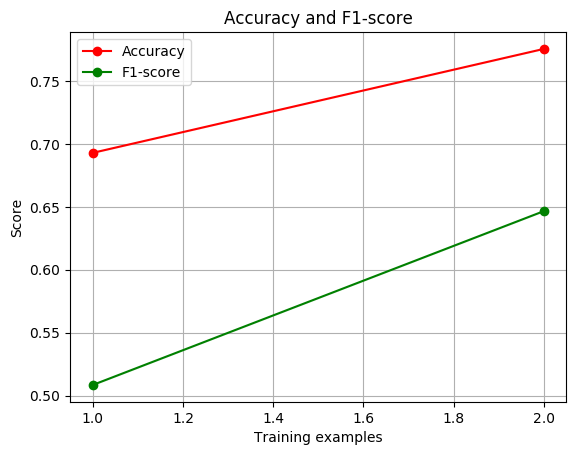 Accuracy and F1-score
Accuracy
F1-score
Score
0.75
0.70
0.65
0.60
0.55
0.50
1.0 1.2 1.4 1.6 1.8 2.0
Training examples